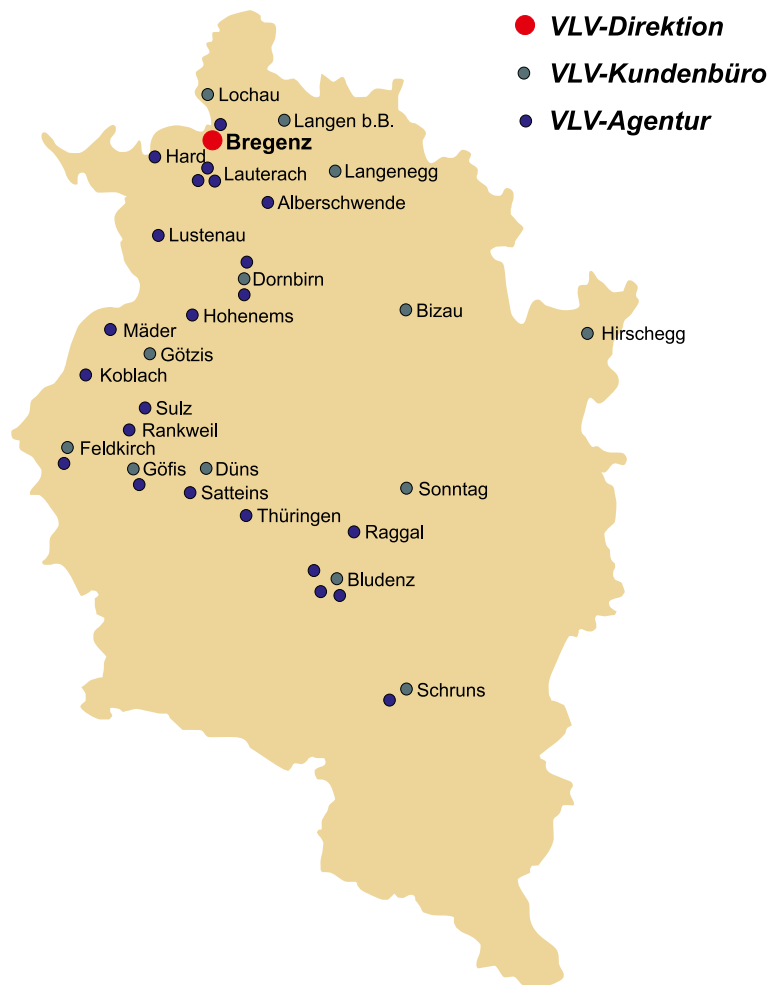 VLV-Direktion
VLV-Kundenbüro
VLV-Agentur
Lochau
Langen b.B.
Bregenz
Hard
Lauterach
Langenegg
Alberschwende
Lustenau
Dornbirn
Hohenems
Bizau
Mäder
Hirschegg
Götzis
Koblach
Sulz
Rankweil
Feldkirch
Göfis
Düns
Satteins
Sonntag
Thüringen
Raggal
Bludenz
Schruns